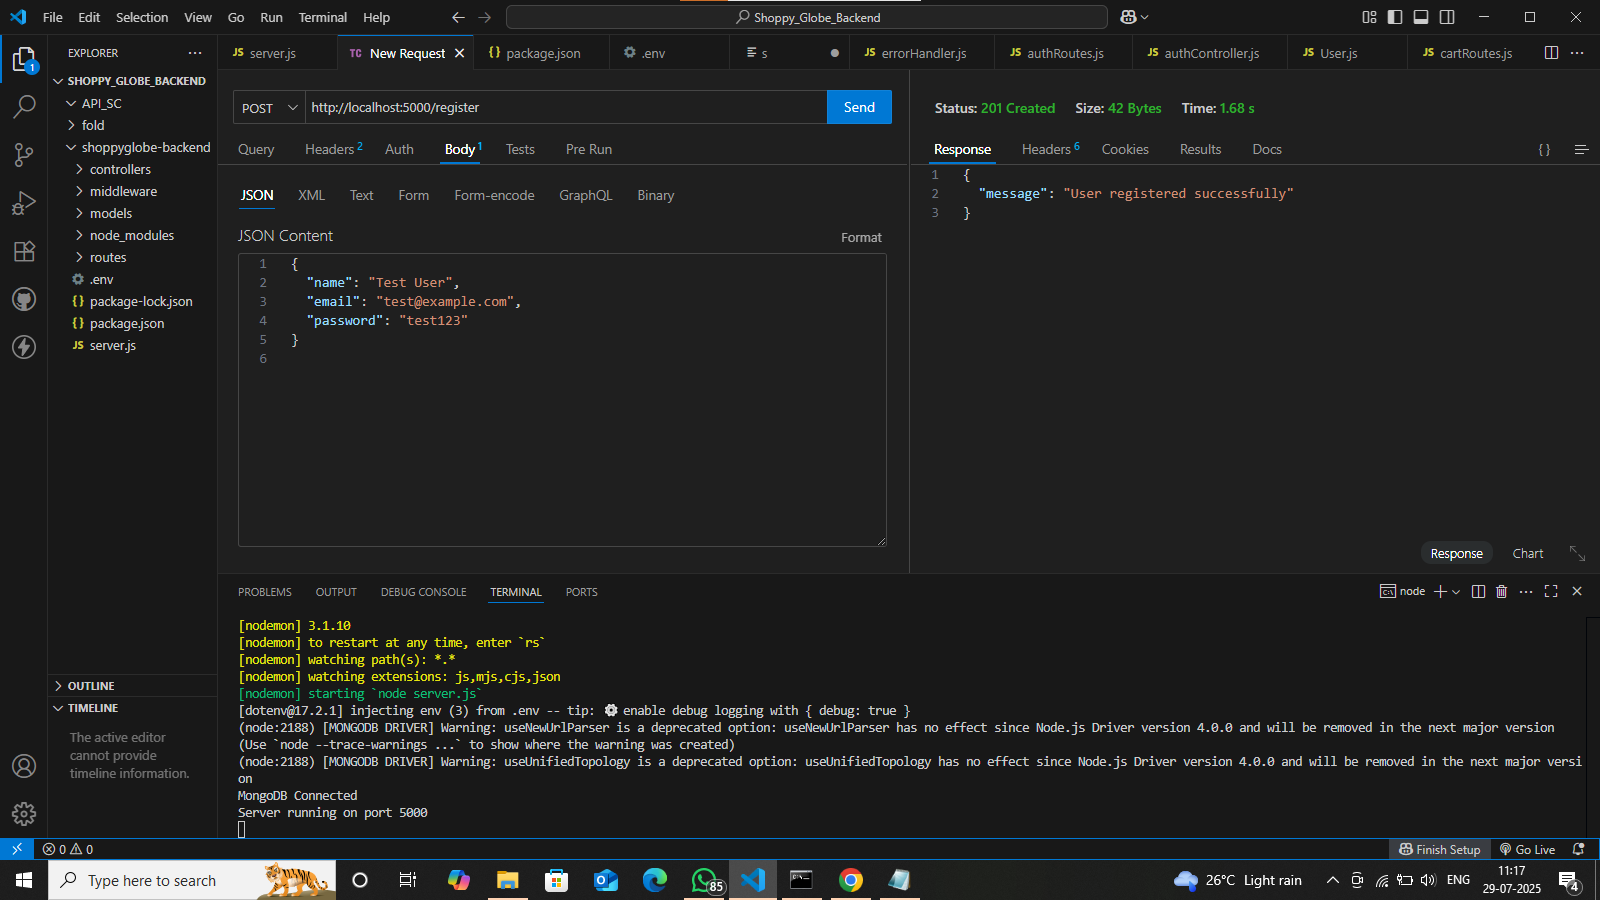 File Edit Selection View Go Run Terminal Help
Shoppy_Globe_Backend
EXPLORER
JS server.js
TC New Request
{} package.json
.env
s
JS errorHandler.js
JS authRoutes.js
JS authController.js
JS User.js
JS cartRoutes.js
1
SHOPPY_GLOBE_BACKEND
API_SC
fold
shoppyglobe-backend
controllers
middleware
models
node_modules
routes
.env
{} package-lock.json
{} package.json
JS server.js
OUTLINE
TIMELINE
The active editor
cannot provide
timeline information.
POST http://localhost:5000/register Send
Query Headers 2 Auth Body 1 Tests Pre Run
JSON XML Text Form Form-encode GraphQL Binary
JSON Content Format
1 {
2 "name": "Test User",
3 "email": "test@example.com",
4 "password": "test123"
5 }
6
Status: 201 Created Size: 42 Bytes Time: 1.68 s
Response Headers 6 Cookies Results Docs {}
1 {
2 "message": "User registered successfully"
3 }
Response Chart
PROBLEMS OUTPUT DEBUG CONSOLE TERMINAL PORTS
node
[nodemon] 3.1.10
[nodemon] to restart at any time, enter `rs`
[nodemon] watching path(s): *.*
[nodemon] watching extensions: js,mjs,cjs,json
[nodemon] starting `node server.js`
[dotenv@17.2.1] injecting env (3) from .env -- tip: ⚙️ enable debug logging with { debug: true }
(node:2188) [MONGODB DRIVER] Warning: useNewUrlParser is a deprecated option: useNewUrlParser has no effect since Node.js Driver version 4.0.0 and will be removed in the next major version
(Use `node --trace-warnings ...` to show where the warning was created)
(node:2188) [MONGODB DRIVER] Warning: useUnifiedTopology is a deprecated option: useUnifiedTopology has no effect since Node.js Driver version 4.0.0 and will be removed in the next major versi
on
MongoDB Connected
Server running on port 5000
0 0
Finish Setup Go Live
Type here to search
85
26°C Light rain
ENG
11:17
29-07-2025
4